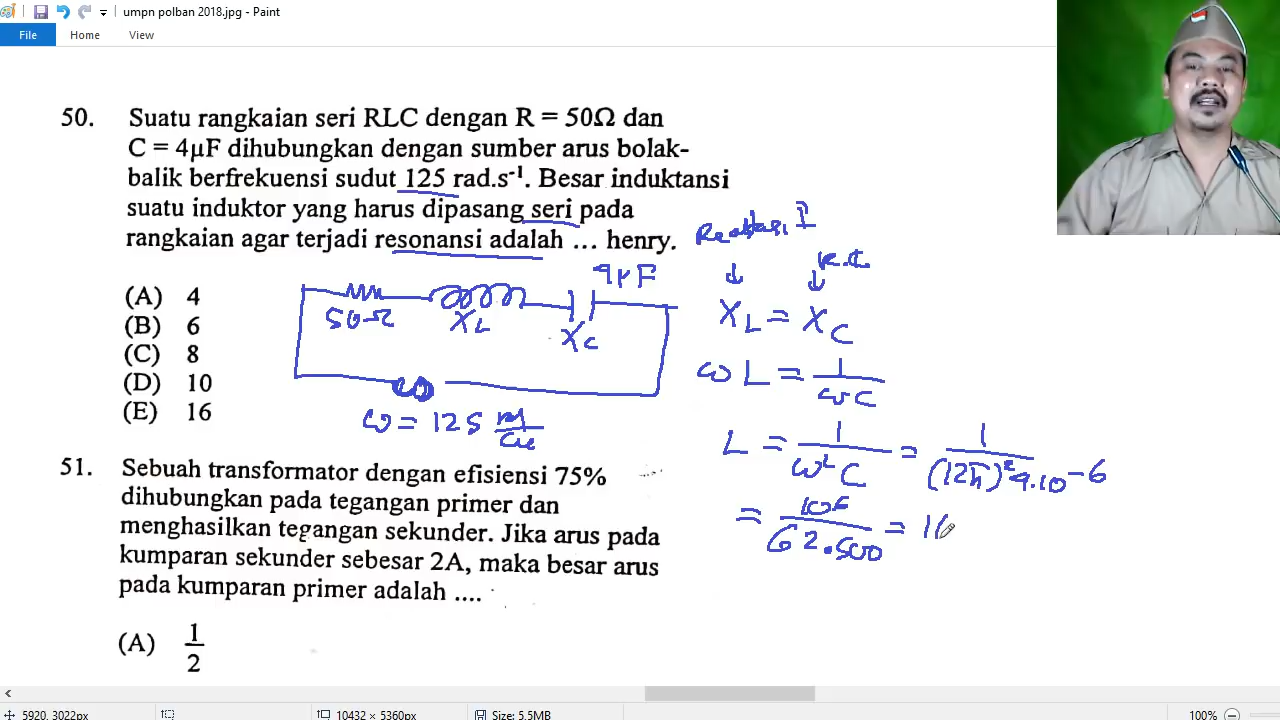 umpn polban 2018.jpg - Paint
File Home View
50. Suatu rangkaian seri RLC dengan R = 50Ω dan
C = 4μF dihubungkan dengan sumber arus bolak-
balik berfrekuensi sudut 125 rad.s⁻¹. Besar induktansi
suatu induktor yang harus dipasang seri pada
rangkaian agar terjadi resonansi adalah ... henry.
(A) 4
(B) 6
(C) 8
(D) 10
(E) 16
50Ω
X_L
X_C
4μF
ω = 125 rad/
I
X_L = X_C
ω L = 1/ωC
L = 1/ω² C = 1/(125)² 4.10⁻⁶
= 10⁶/62.500 = 16
51. Sebuah transformator dengan efisiensi 75%
dihubungkan pada tegangan primer dan
menghasilkan tegangan sekunder. Jika arus pada
kumparan sekunder sebesar 2A, maka besar arus
pada kumparan primer adalah ....
(A) 1/2
5920, 3022px
10432 × 5360px
Size: 5.5MB
100%